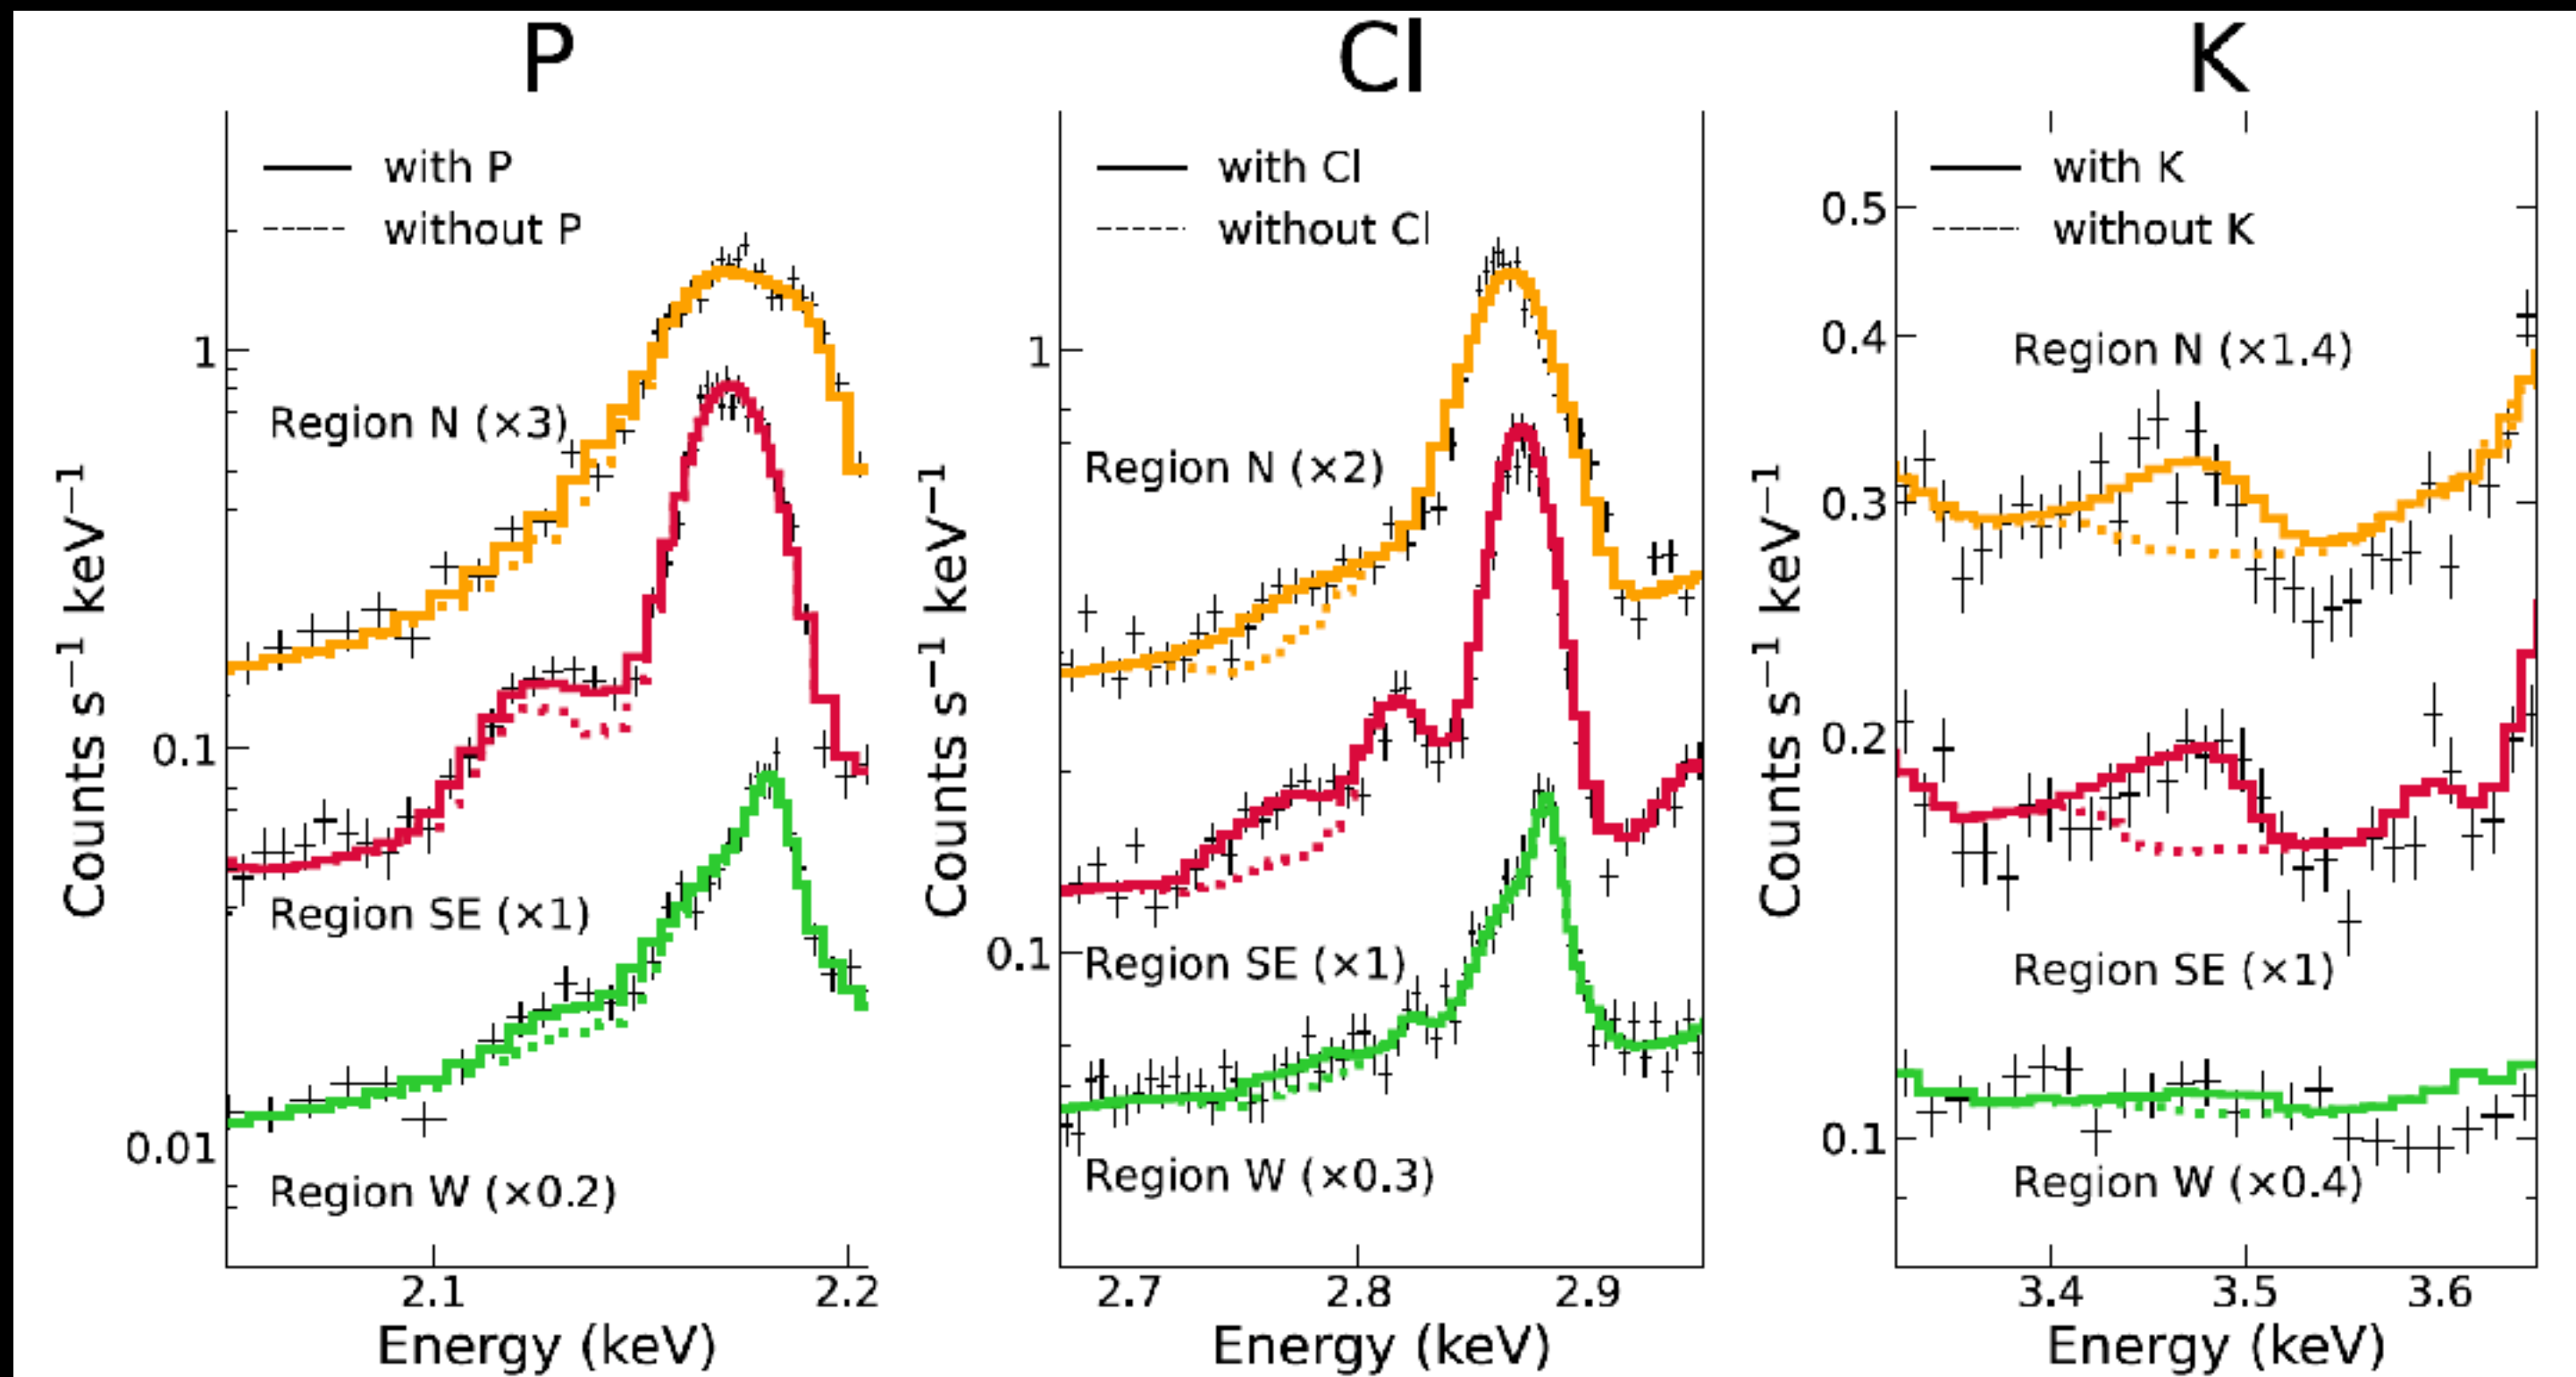 P
with P
without P
1
0.1
0.01
Region N (×3)
Region SE (×1)
Region W (×0.2)
2.1
2.2
Energy (keV)
Counts s⁻¹ keV⁻¹
Cl
with Cl
without Cl
1
0.1
Region N (×2)
Region SE (×1)
Region W (×0.3)
2.7
2.8
2.9
Energy (keV)
Counts s⁻¹ keV⁻¹
K
with K
without K
0.5
0.4
0.3
0.2
0.1
Region N (×1.4)
Region SE (×1)
Region W (×0.4)
3.4
3.5
3.6
Energy (keV)
Counts s⁻¹ keV⁻¹